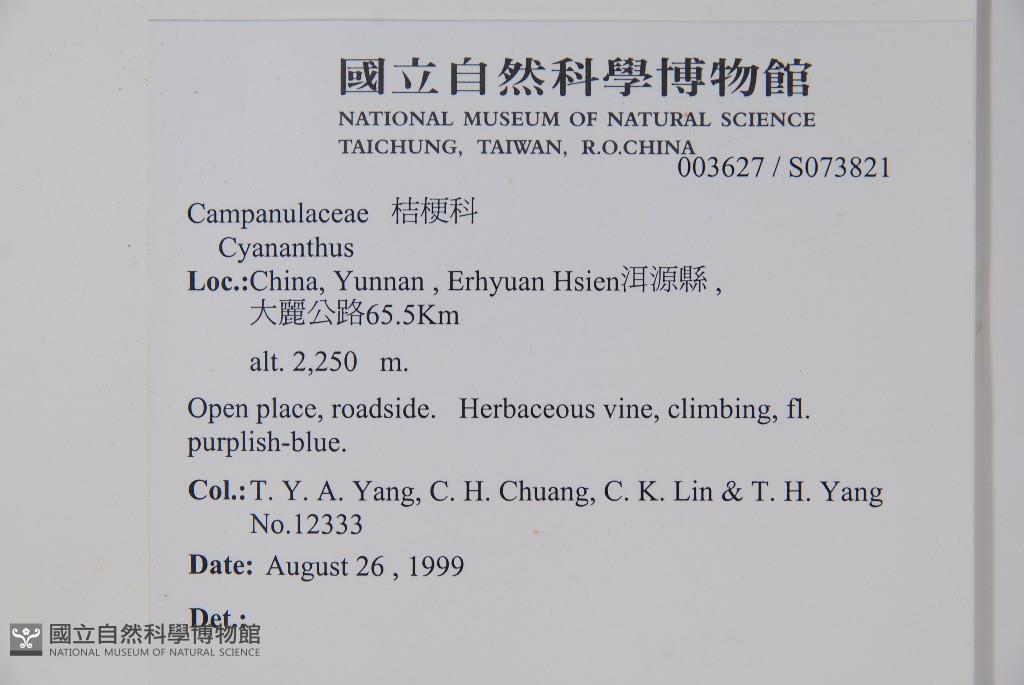 國立自然科學博物館
NATIONAL MUSEUM OF NATURAL SCIENCE
TAICHUNG, TAIWAN, R.O.CHINA
003627 / S073821
Campanulaceae 桔梗科
Cyananthus
Loc.:China, Yunnan , Erhyuan Hsien洱源縣 ,
大麗公路65.5Km
alt. 2,250 m.
Open place, roadside. Herbaceous vine, climbing, fl.
purplish-blue.
Col.: T. Y. A. Yang, C. H. Chuang, C. K. Lin & T. H. Yang
No.12333
Date: August 26 , 1999
Det.:
國立自然科學博物館
NATIONAL MUSEUM OF NATURAL SCIENCE